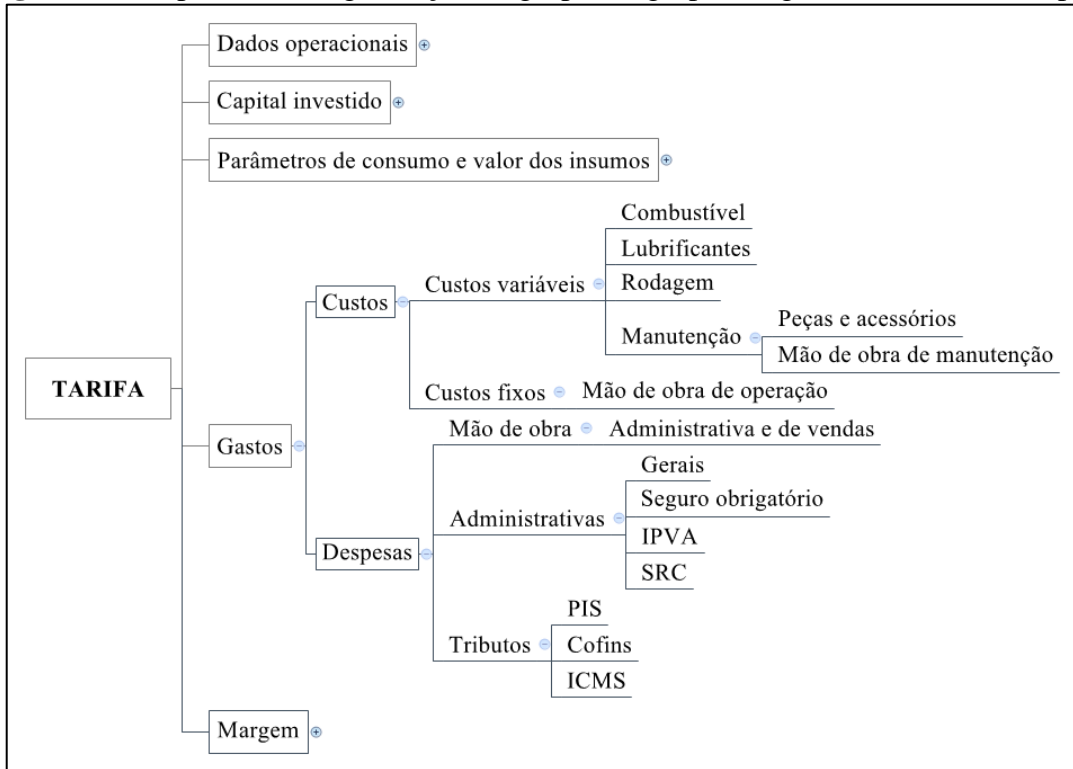 Dados operacionais
Capital investido
Parâmetros de consumo e valor dos insumos
Combustível
Lubrificantes
Custos variáveis
Rodagem
Custos
Peças e acessórios
Manutenção
Mão de obra de manutenção
TARIFA
Custos fixos
Mão de obra de operação
Mão de obra
Administrativa e de vendas
Gastos
Gerais
Seguro obrigatório
Administrativas
IPVA
Despesas
SRC
PIS
Tributos
Cofins
ICMS
Margem